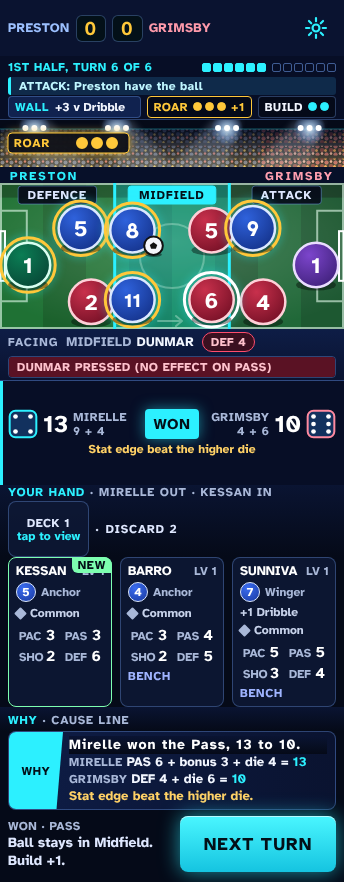 PRESTON 0 0 GRIMSBY
1ST HALF, TURN 6 OF 6
ATTACK: Preston have the ball
WALL +3 v Dribble ROAR +1 BUILD
ROAR
PRESTON GRIMSBY
DEFENCE MIDFIELD ATTACK
5 8 5 9
1 1
2 11 6 4
FACING MIDFIELD DUNMAR DEF 4
DUNMAR PRESSED (NO EFFECT ON PASS)
13 MIRELLE 9 + 4 WON GRIMSBY 4 + 6 10
Stat edge beat the higher die
YOUR HAND · MIRELLE OUT · KESSAN IN
DECK 1
tap to view
· DISCARD 2
NEW
KESSAN
5 Anchor
Common
PAC 3 PAS 3
SHO 2 DEF 6
BARRO LV 1
4 Anchor
Common
PAC 3 PAS 4
SHO 2 DEF 5
BENCH
SUNNIVA LV 1
7 Winger
+1 Dribble
Common
PAC 5 PAS 5
SHO 3 DEF 4
BENCH
WHY · CAUSE LINE
WHY
Mirelle won the Pass, 13 to 10.
MIRELLE PAS 6 + bonus 3 + die 4 = 13
GRIMSBY DEF 4 + die 6 = 10
Stat edge beat the higher die.
WON · PASS
Ball stays in Midfield.
Build +1.
NEXT TURN